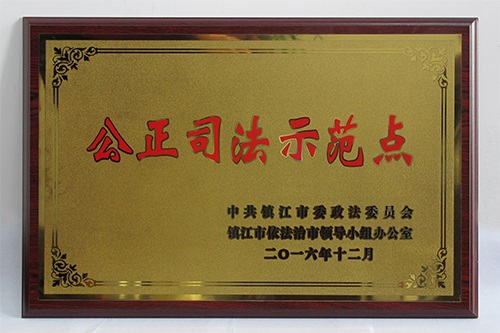 公正司法示范点
中共镇江市委政法委员会
镇江市依法治市领导小组办公室
二〇一六年十二月